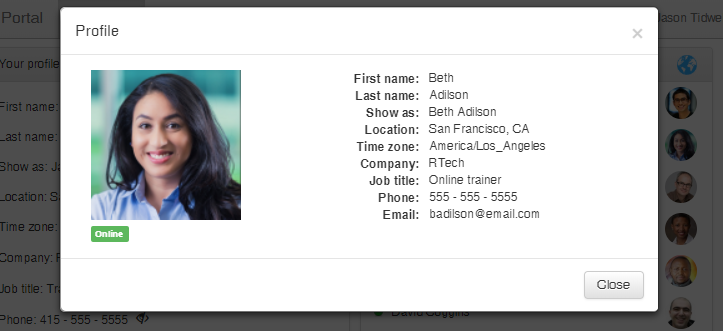 Portal
Jason Tidwe
Profile
×
Your profile
First name: Beth
Last name: Adilson
Show as: Beth Adilson
Location: San Francisco, CA
Time zone: America/Los_Angeles
Company: RTech
Job title: Online trainer
Phone: 555 - 555 - 5555
Email: badilson@email.com
Online
Close
First name:
Last name:
Show as: Ja
Location: Sa
Time zone:
Company: R
Job title: Tra
Phone: 415 - 555 - 5555
David Goggins